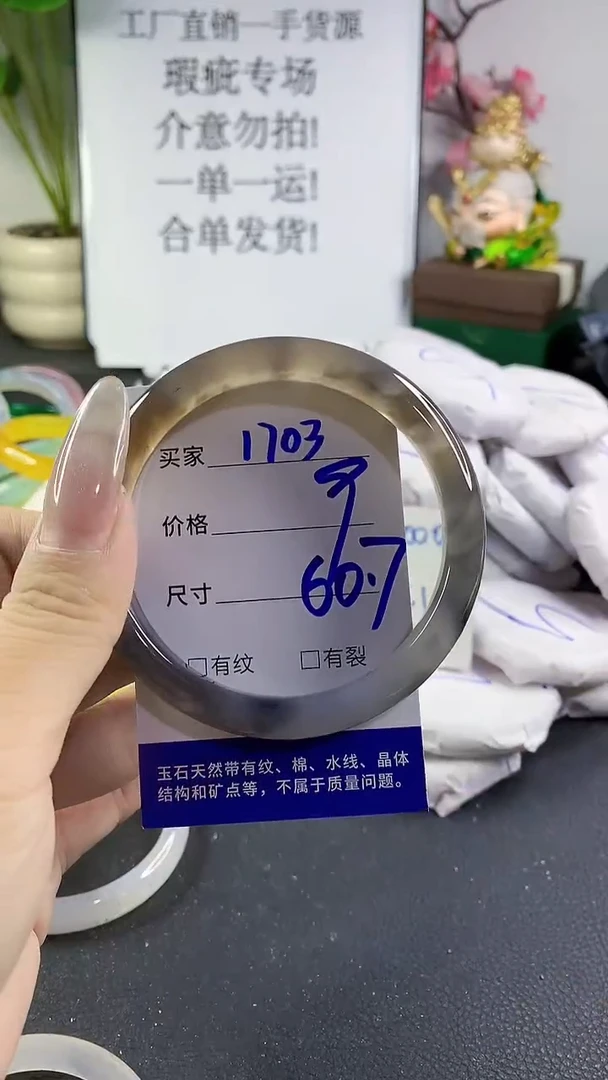 工厂直销一手货源
瑕疵专场
介意勿拍!
一单一运!
合单发货!
买家 1703
价格
尺寸 60.7
□有纹 □有裂
玉石天然带有纹、棉、水线、晶体
结构和矿点等，不属于质量问题。